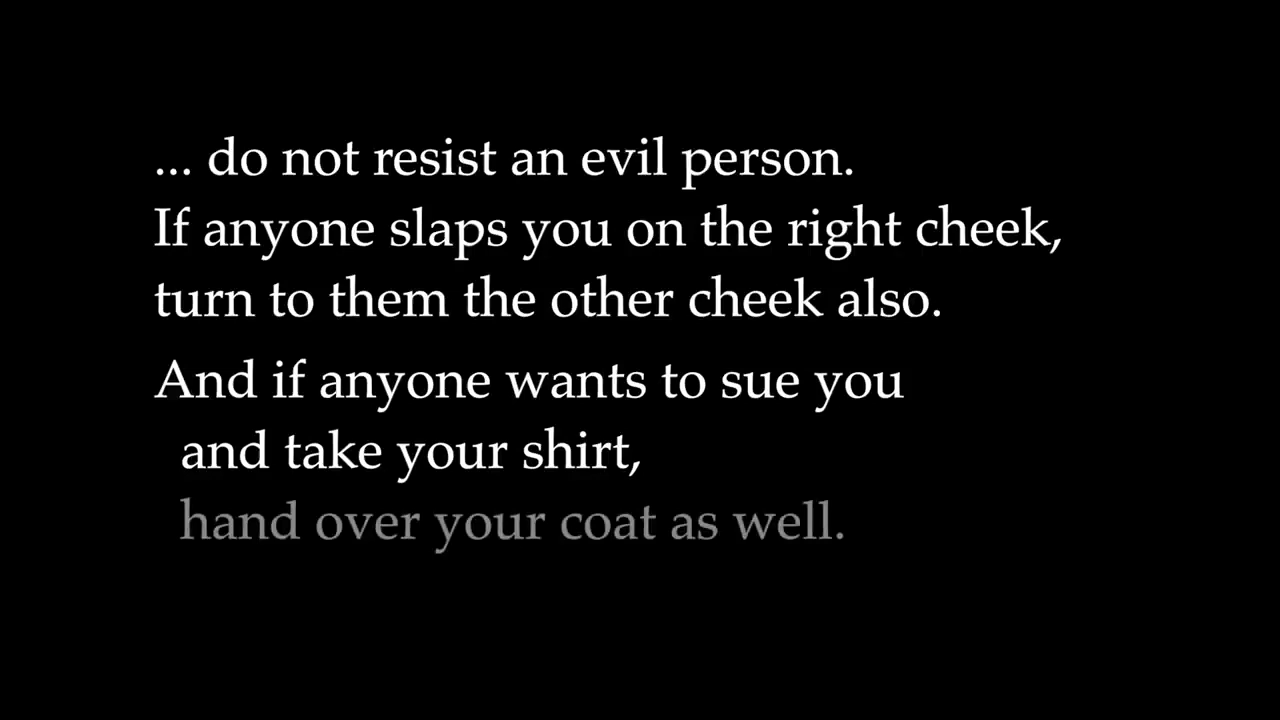 ... do not resist an evil person.
If anyone slaps you on the right cheek,
turn to them the other cheek also.
And if anyone wants to sue you
and take your shirt,
hand over your coat as well.